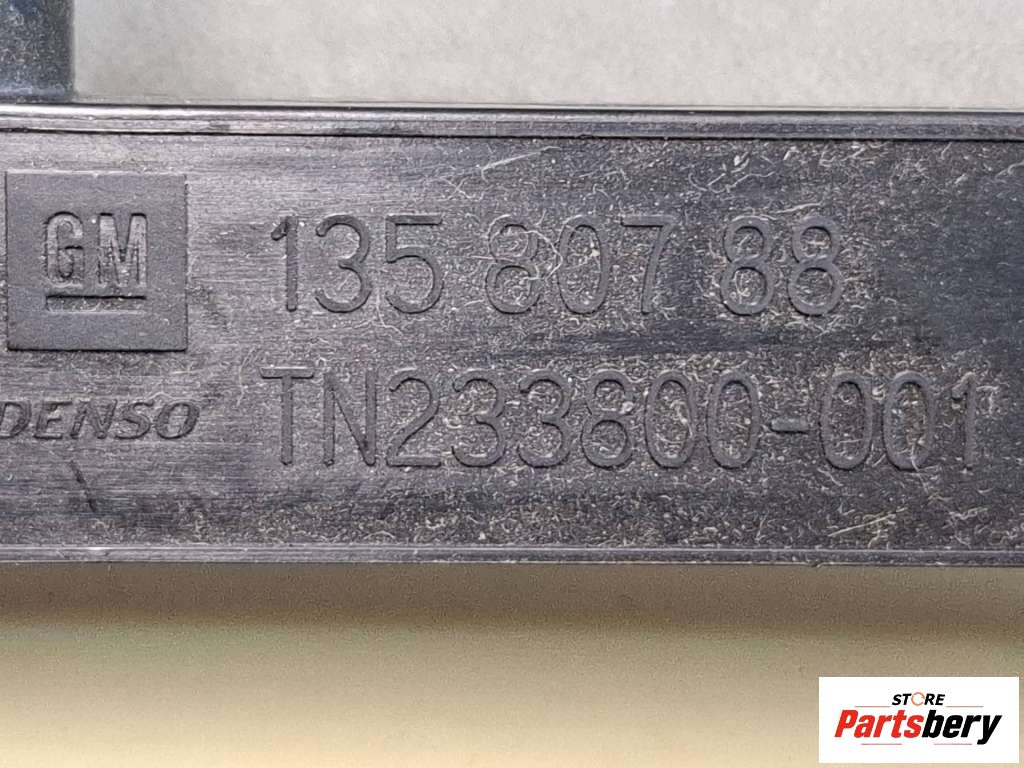 GM
135 807 88
DENSO
TN233800-001
STORE
Partsbery